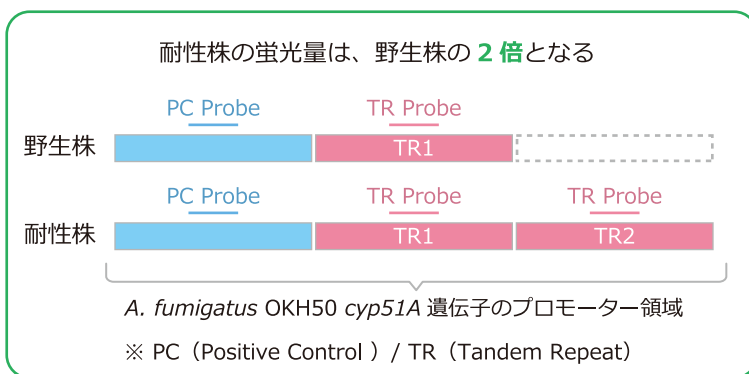 耐性株の蛍光量は、野生株の 2 倍となる
PC Probe TR Probe
野生株 TR1
PC Probe TR Probe TR Probe
耐性株 TR1 TR2
A. fumigatus OKH50 cyp51A 遺伝子のプロモーター領域
※ PC（Positive Control ）/ TR（Tandem Repeat）